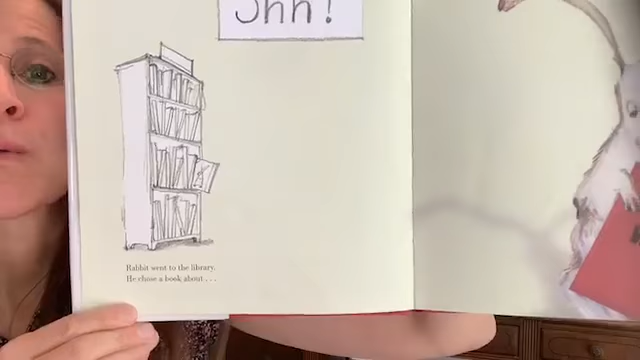 Shh!
Rabbit went to the library.
He chose a book about . . .